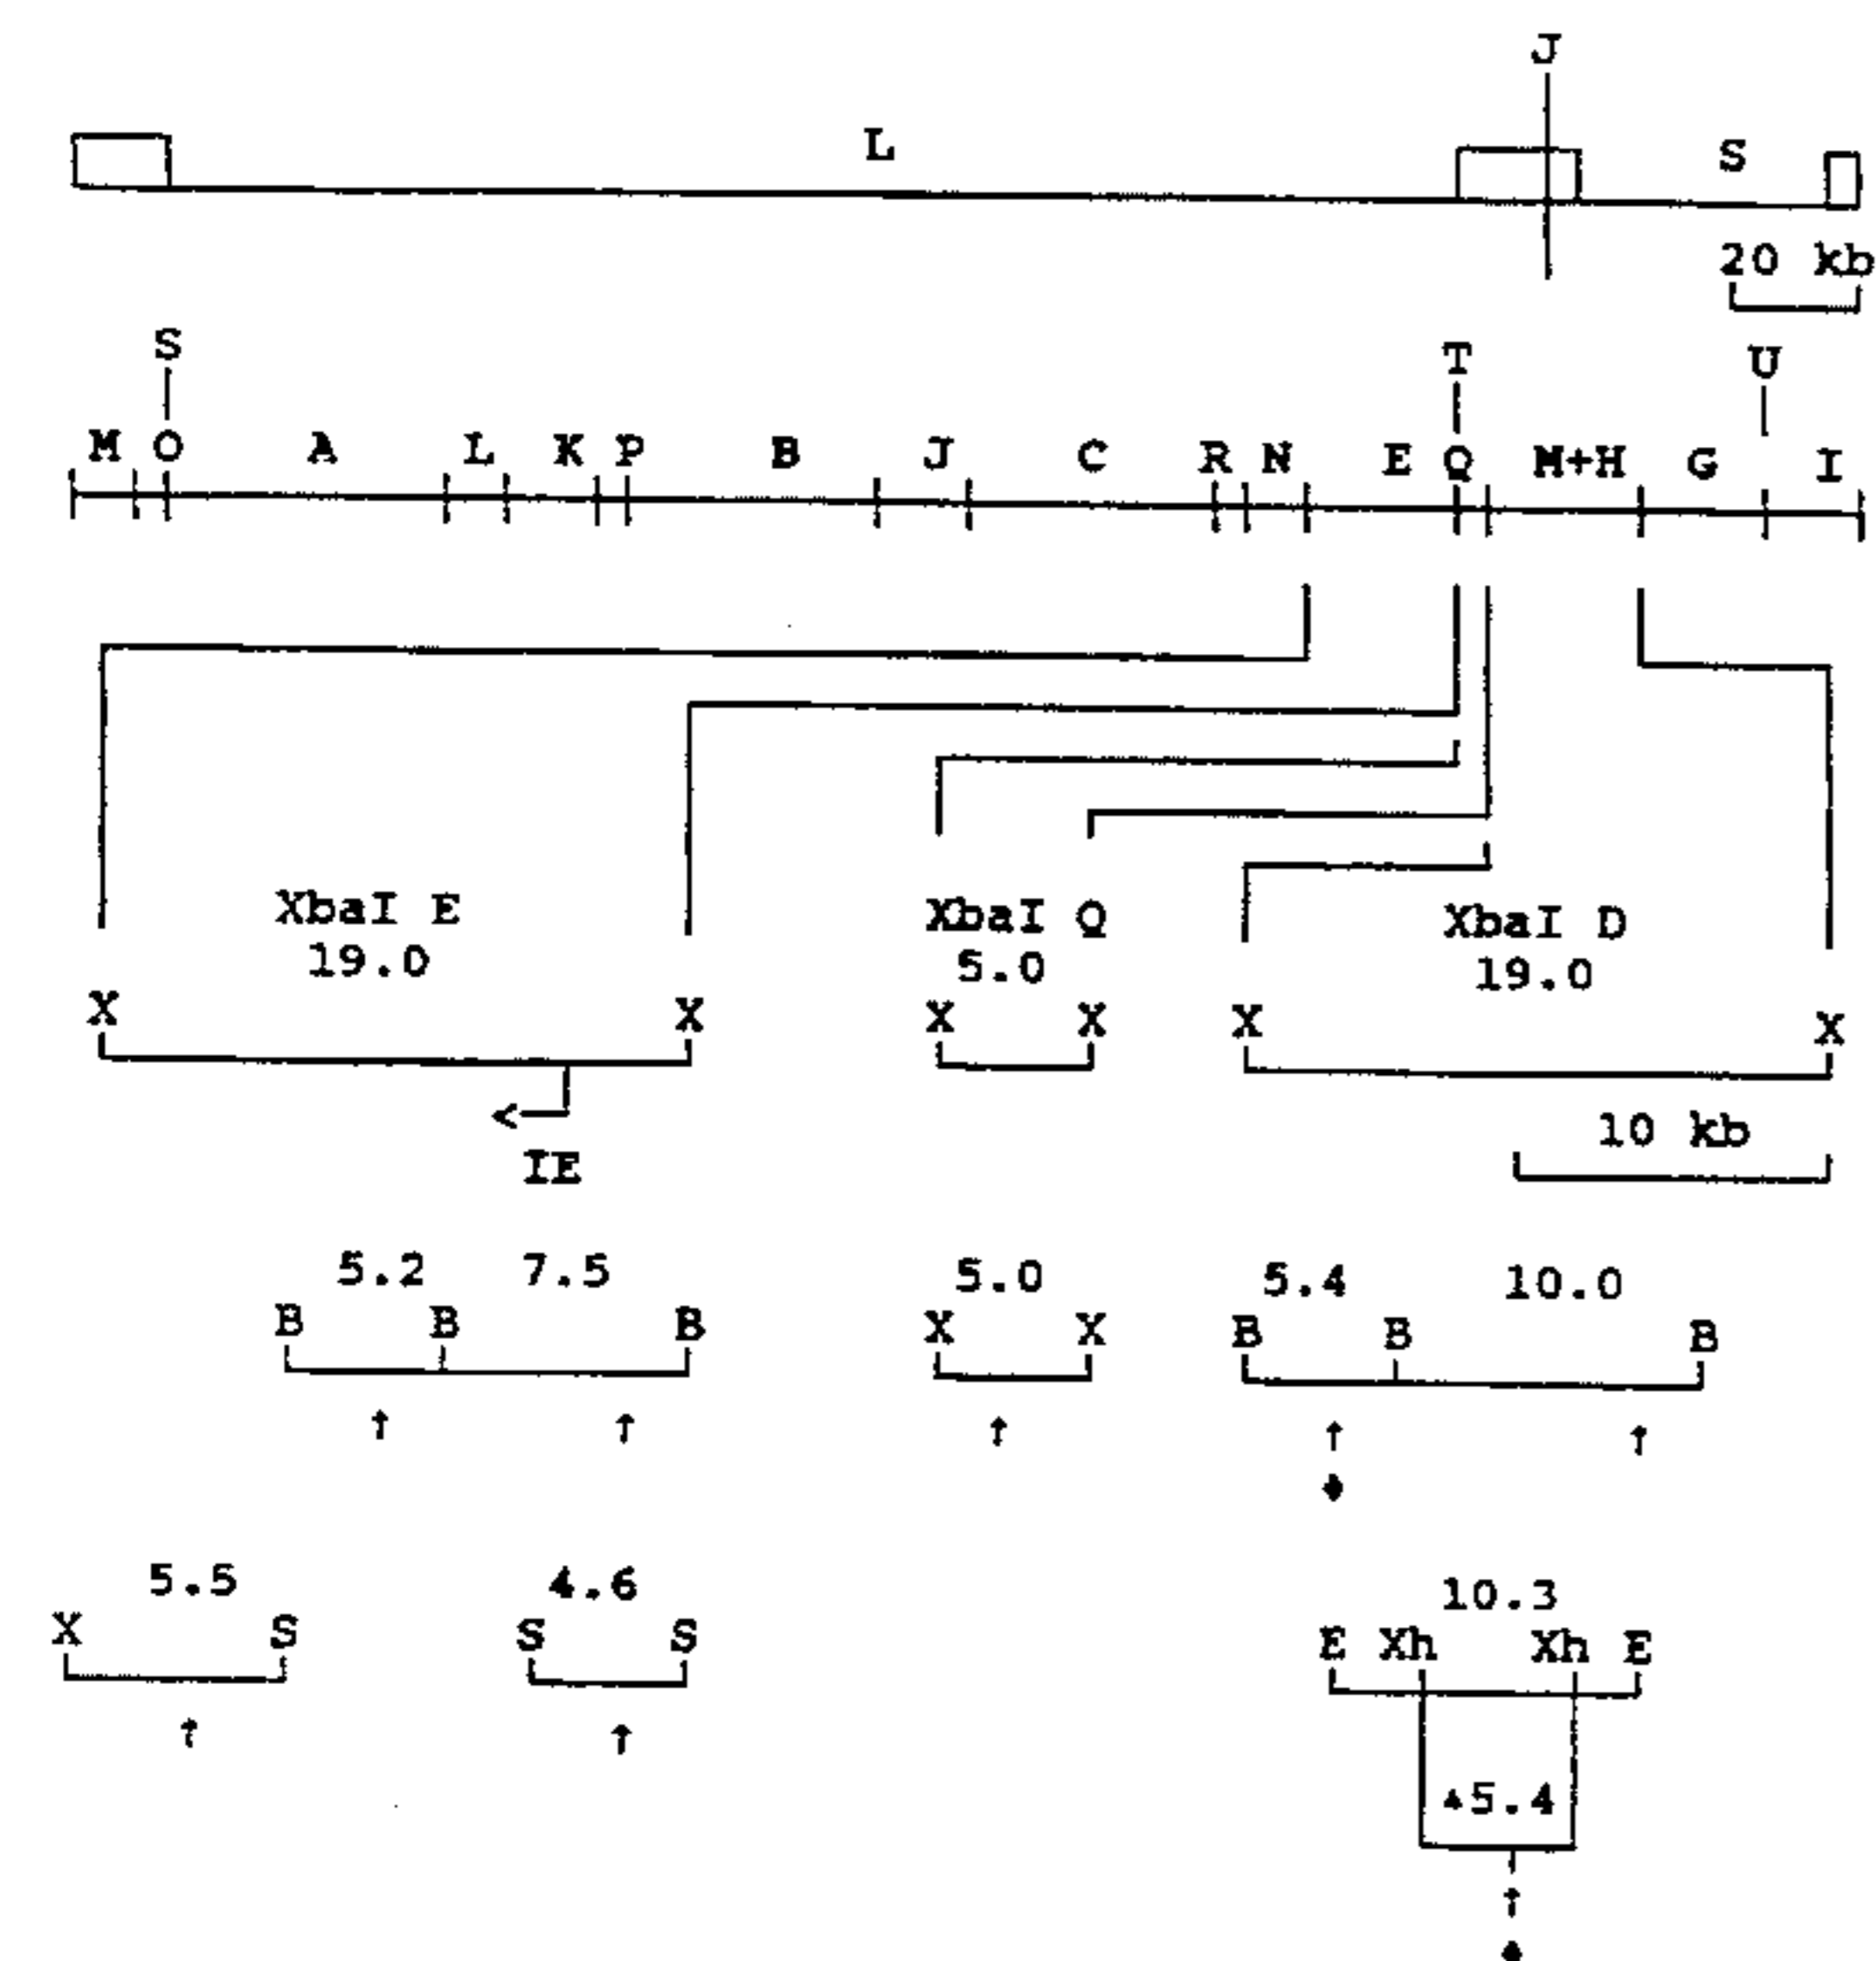 J
L
S
20 kb
S
T
U
M O A L K P B J C R N E Q M+H G I
XbaI E
XbaI Q
XbaI D
19.0
5.0
19.0
X X X X X X
10 kb
<
IE
5.2 7.5 5.0 5.4 10.0
B B B X X B B B
↑ ↑ ↑ ↑ ↑
5.5 4.6 10.3
X S S S E Xh Xh E
↑ ↑
5.4
↑